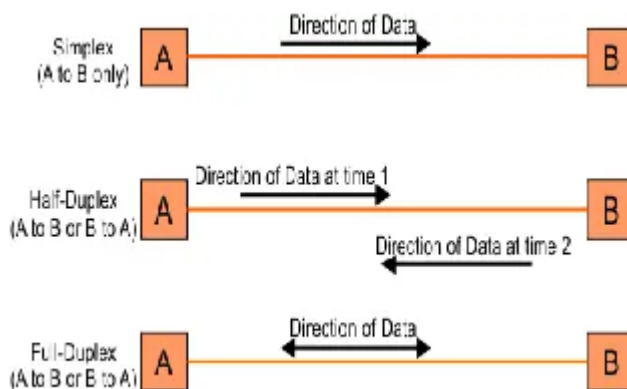 Direction of Data
Simplex
(A to B only)
A
B
Direction of Data at time 1
Half-Duplex
(A to B or B to A)
A
B
Direction of Data at time 2
Direction of Data
Full-Duplex
(A to B or B to A)
A
B